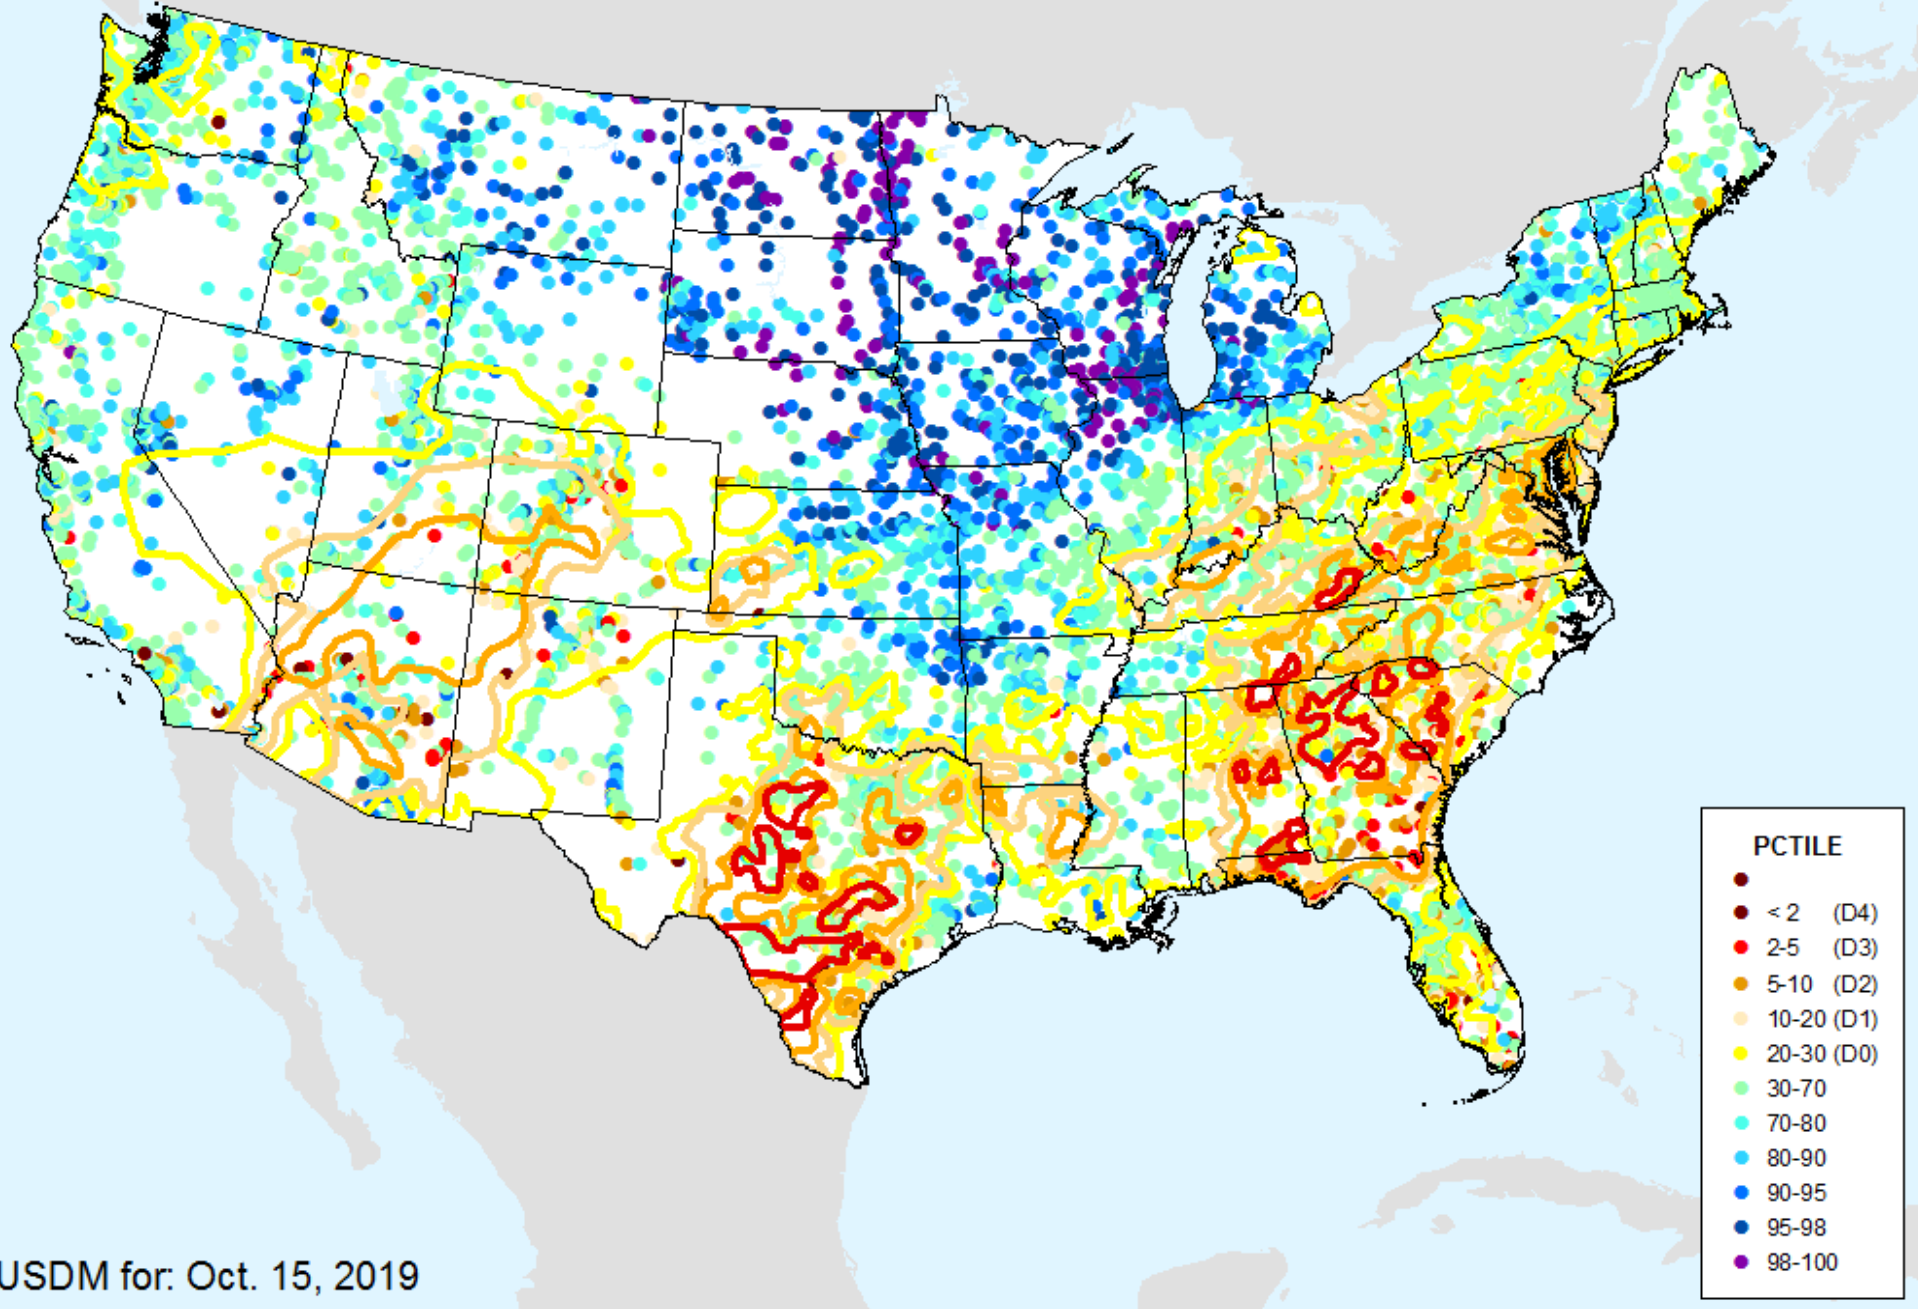 PCTILE
< 2 (D4)
2-5 (D3)
5-10 (D2)
10-20 (D1)
20-30 (D0)
30-70
70-80
80-90
90-95
95-98
98-100
USDM for: Oct. 15, 2019